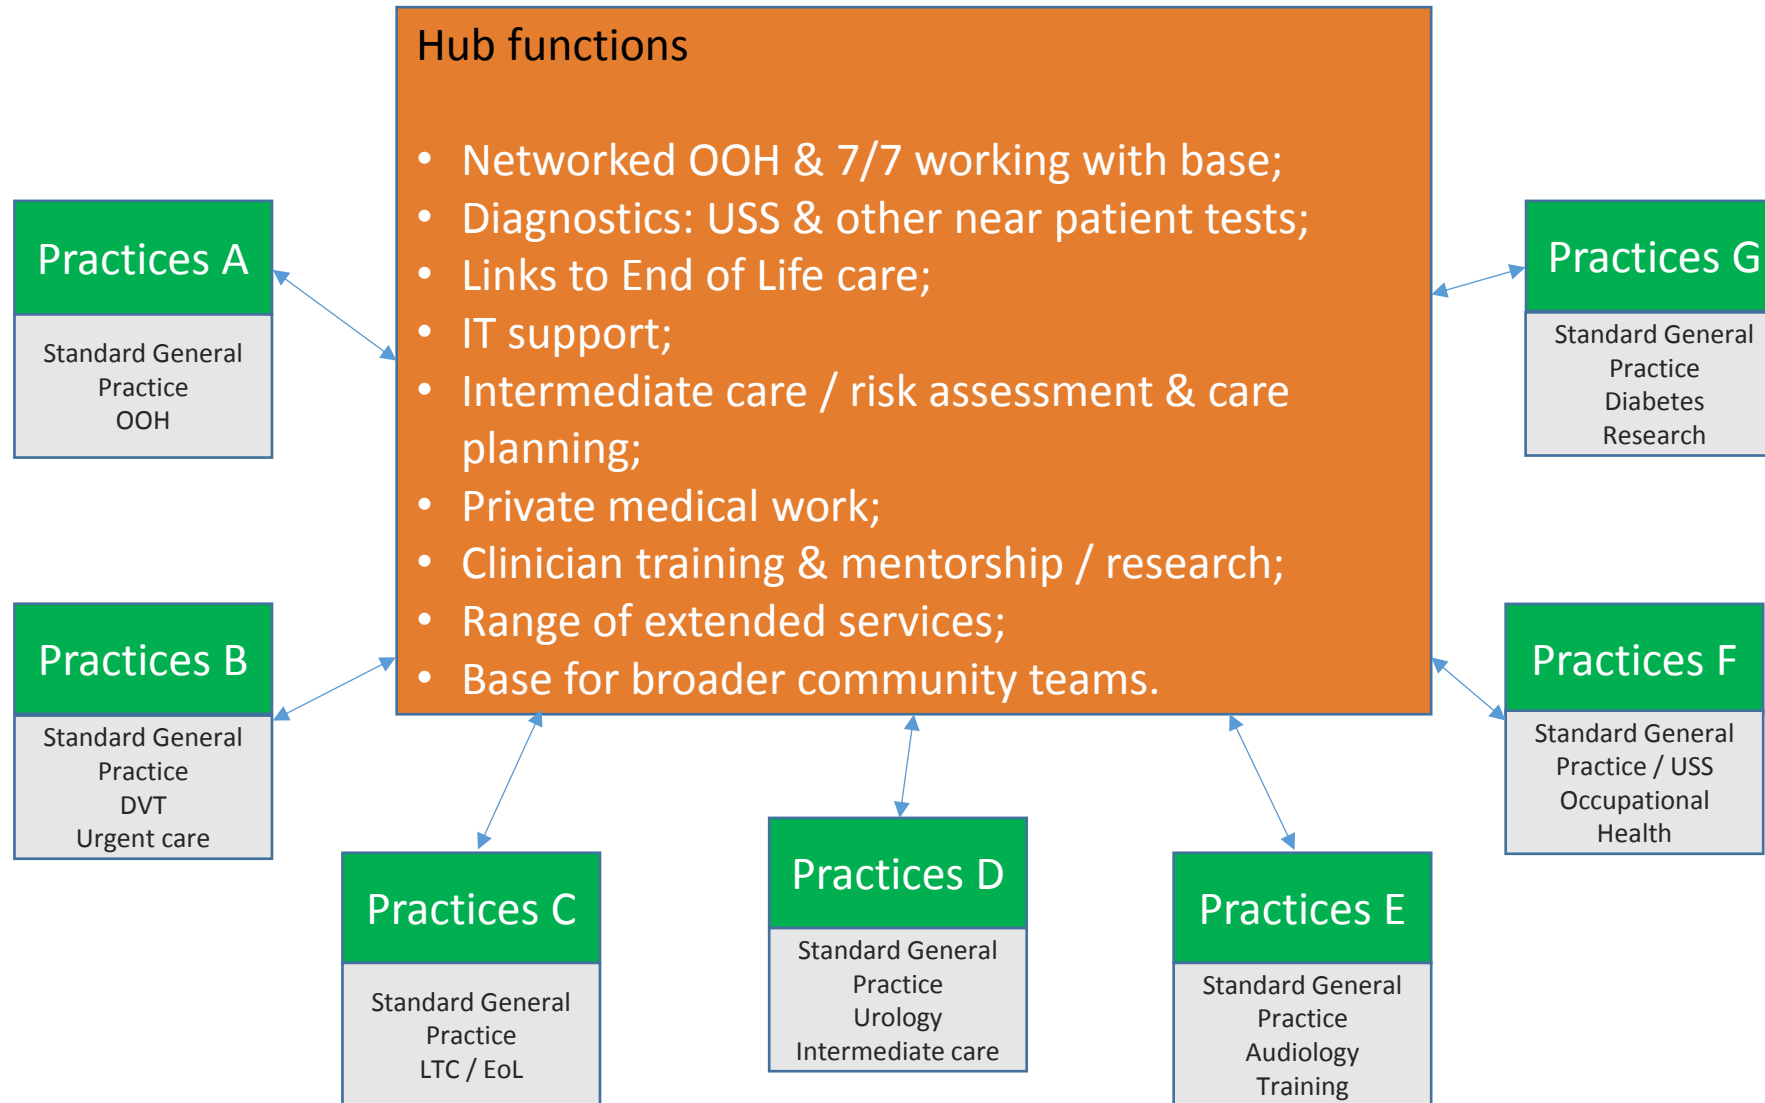 Hub functions
• Networked OOH & 7/7 working with base;
• Diagnostics: USS & other near patient tests;
• Links to End of Life care;
• IT support;
• Intermediate care / risk assessment & care
planning;
• Private medical work;
• Clinician training & mentorship / research;
• Range of extended services;
• Base for broader community teams.
Practices A
Standard General
Practice
OOH
Practices B
Standard General
Practice
DVT
Urgent care
Practices C
Standard General
Practice
LTC / EoL
Practices D
Standard General
Practice
Urology
Intermediate care
Practices E
Standard General
Practice
Audiology
Training
Practices F
Standard General
Practice / USS
Occupational
Health
Practices G
Standard General
Practice
Diabetes
Research